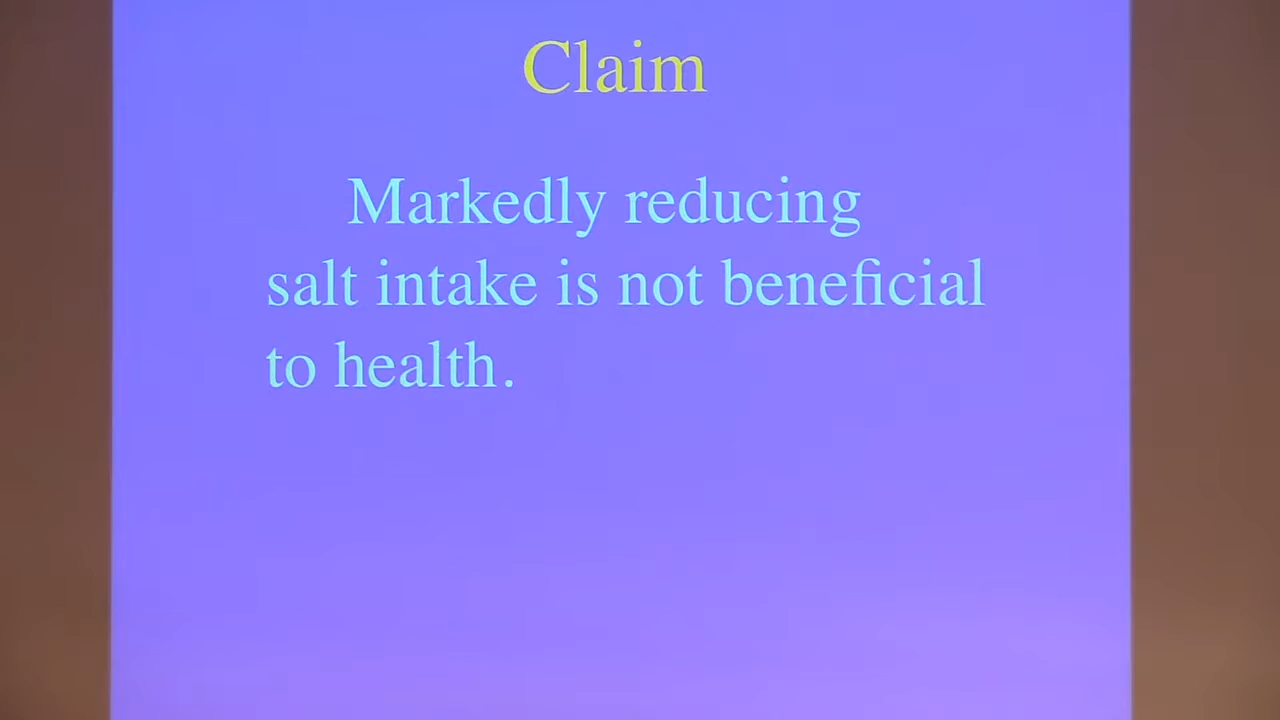 Claim
Markedly reducing
salt intake is not beneficial
to health.